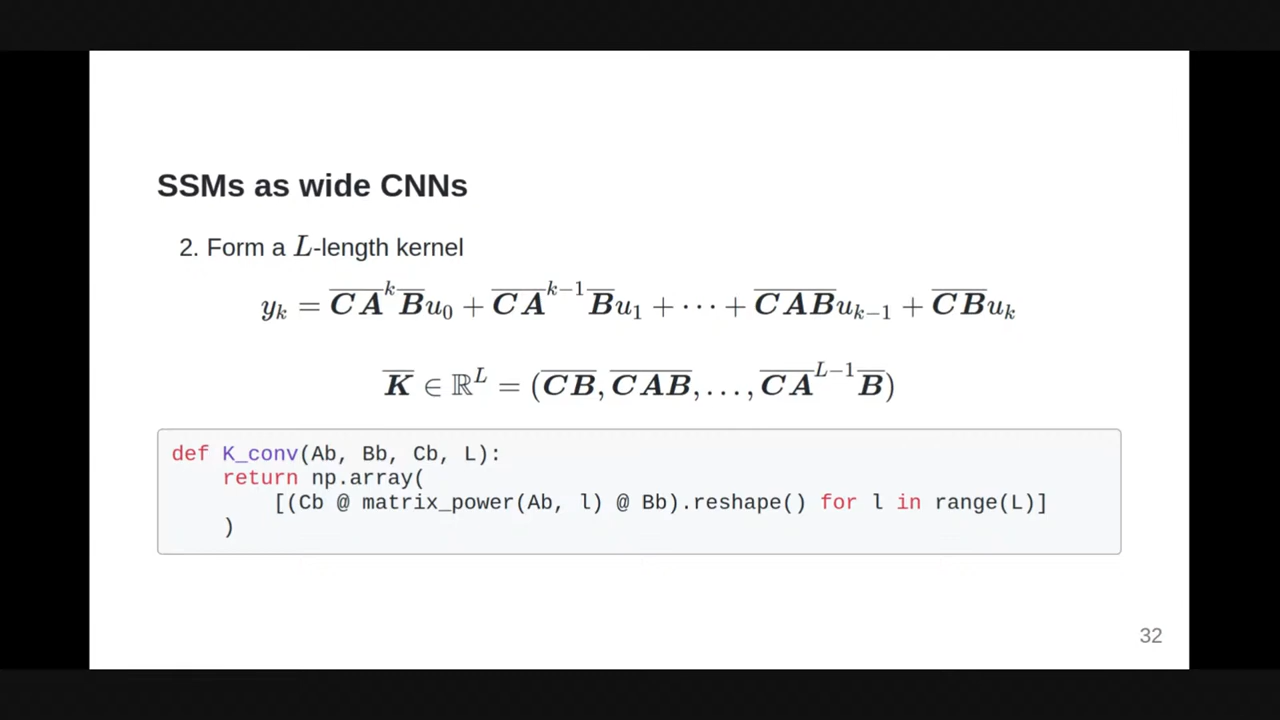 SSMs as wide CNNs
2. Form a L-length kernel
$y_k = \overline{C}\overline{A}^k\overline{B}u_0 + \overline{C}\overline{A}^{k-1}\overline{B}u_1 + \cdots + \overline{C}\overline{A}\overline{B}u_{k-1} + \overline{C}\overline{B}u_k$
$\overline{K} \in \mathbb{R}^L = (\overline{C}\overline{B}, \overline{C}\overline{A}\overline{B}, \ldots, \overline{C}\overline{A}^{L-1}\overline{B})$
def K_conv(Ab, Bb, Cb, L):
    return np.array(
        [(Cb @ matrix_power(Ab, l) @ Bb).reshape() for l in range(L)]
    )
32